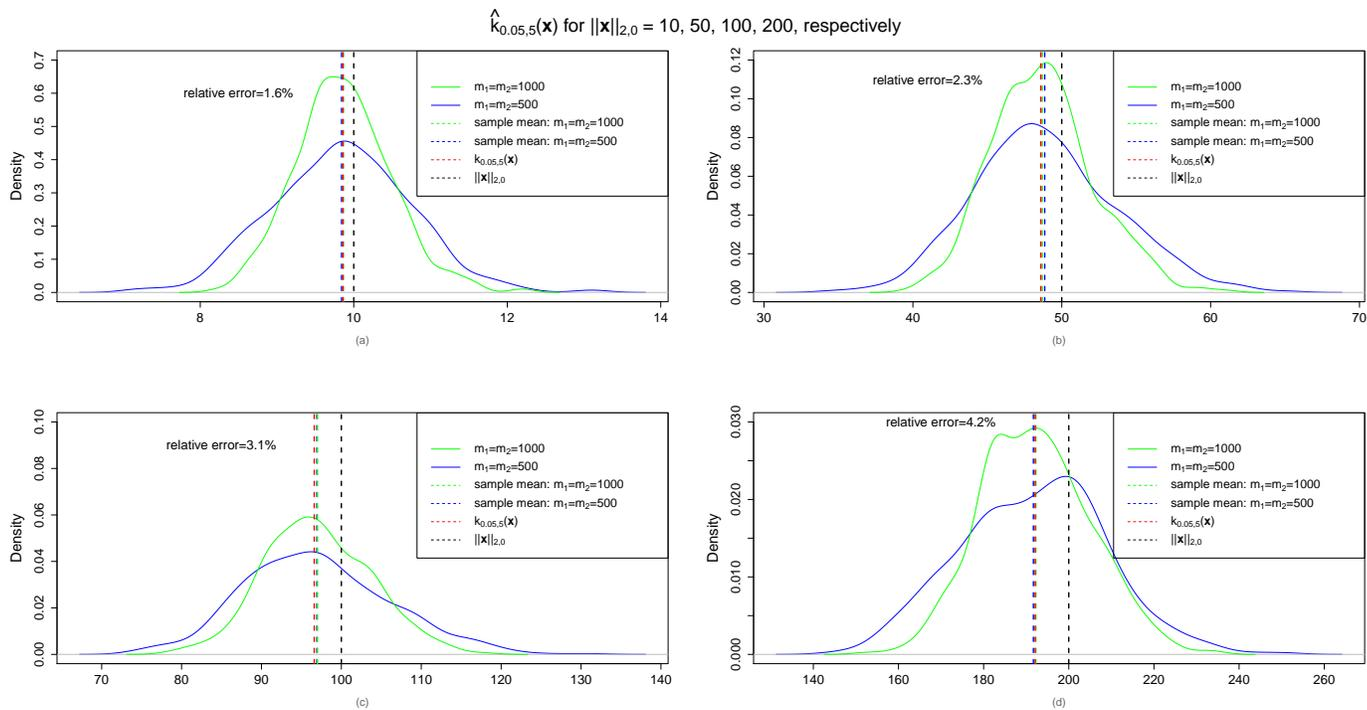 k̂₀.₀₅,₅(x) for ||x||₂,₀ = 10, 50, 100, 200, respectively
relative error=1.6%
m₁=m₂=1000
m₁=m₂=500
sample mean: m₁=m₂=1000
sample mean: m₁=m₂=500
k₀.₀₅,₅(x)
||x||₂,₀
Density
0.0 0.1 0.2 0.3 0.4 0.5 0.6 0.7
8 10 12 14
(a)
relative error=2.3%
m₁=m₂=1000
m₁=m₂=500
sample mean: m₁=m₂=1000
sample mean: m₁=m₂=500
k₀.₀₅,₅(x)
||x||₂,₀
Density
0.00 0.02 0.04 0.06 0.08 0.10 0.12
30 40 50 60 70
(b)
relative error=3.1%
m₁=m₂=1000
m₁=m₂=500
sample mean: m₁=m₂=1000
sample mean: m₁=m₂=500
k₀.₀₅,₅(x)
||x||₂,₀
Density
0.00 0.02 0.04 0.06 0.08 0.10
70 80 90 100 110 120 130 140
(c)
relative error=4.2%
m₁=m₂=1000
m₁=m₂=500
sample mean: m₁=m₂=1000
sample mean: m₁=m₂=500
k₀.₀₅,₅(x)
||x||₂,₀
Density
0.000 0.010 0.020 0.030
140 160 180 200 220 240 260
(d)